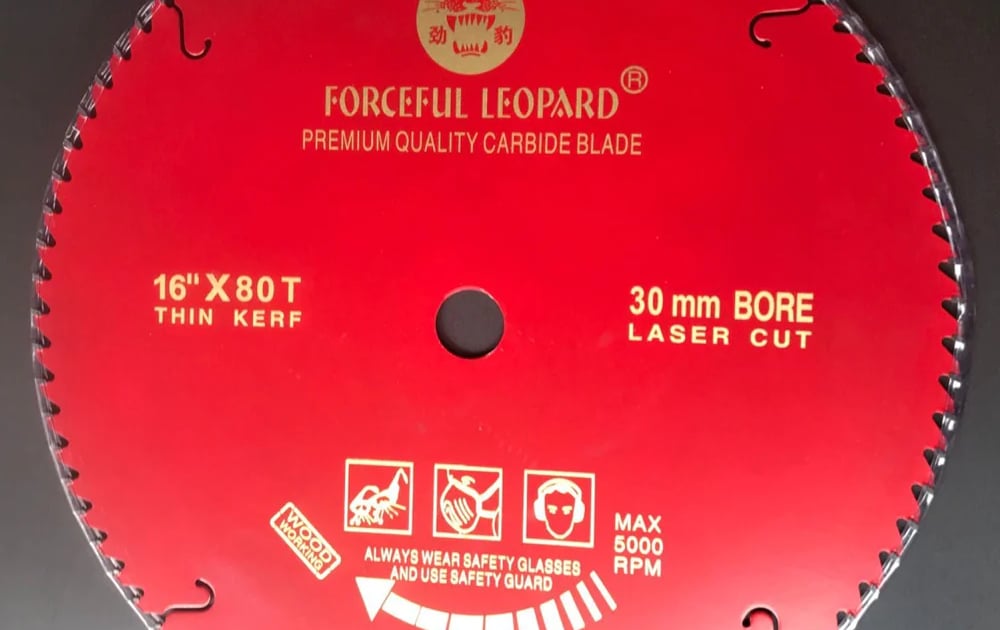 劲 豹
FORCEFUL LEOPARD®
PREMIUM QUALITY CARBIDE BLADE
16" X 80 T
THIN KERF
30 mm BORE
LASER CUT
WOOD
WORKING
ALWAYS WEAR SAFETY GLASSES
AND USE SAFETY GUARD
MAX
5000
RPM